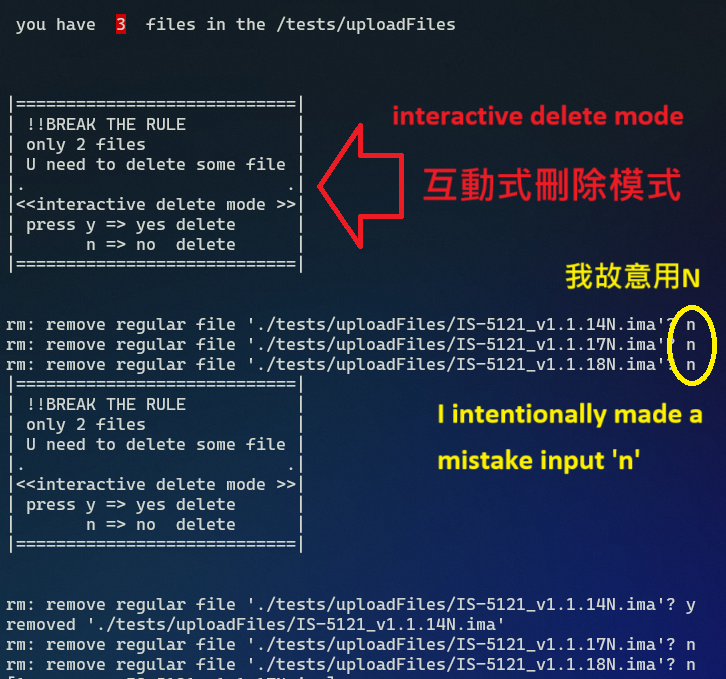 you have 3 files in the /tests/uploadFiles
|============================|
| !!BREAK THE RULE |
| only 2 files |
| U need to delete some file |
|. .|
|<<interactive delete mode >>|
| press y => yes delete |
| n => no delete |
|============================|
interactive delete mode
互動式刪除模式
我故意用N
rm: remove regular file './tests/uploadFiles/IS-5121_v1.1.14N.ima'? n
rm: remove regular file './tests/uploadFiles/IS-5121_v1.1.17N.ima'? n
rm: remove regular file './tests/uploadFiles/IS-5121_v1.1.18N.ima'? n
|============================|
| !!BREAK THE RULE |
| only 2 files |
| U need to delete some file |
|. .|
|<<interactive delete mode >>|
| press y => yes delete |
| n => no delete |
|============================|
I intentionally made a
mistake input 'n'
rm: remove regular file './tests/uploadFiles/IS-5121_v1.1.14N.ima'? y
removed './tests/uploadFiles/IS-5121_v1.1.14N.ima'
rm: remove regular file './tests/uploadFiles/IS-5121_v1.1.17N.ima'? n
rm: remove regular file './tests/uploadFiles/IS-5121_v1.1.18N.ima'? n